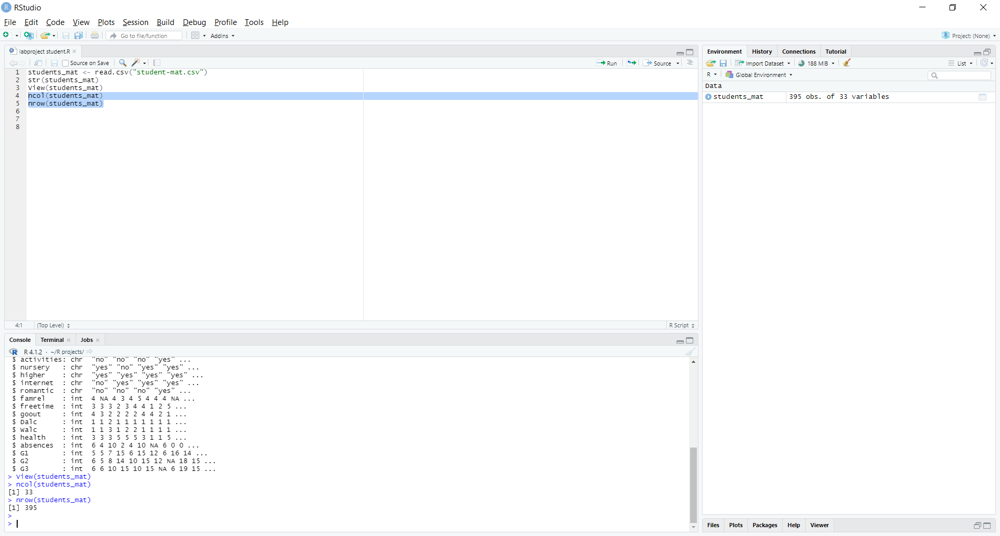 RStudio
File Edit Code View Plots Session Build Debug Profile Tools Help
Go to file/function Addins Project: (None)
labproject student.R
Source on Save Run Source
1 students_mat <- read.csv("student-mat.csv")
2 str(students_mat)
3 View(students_mat)
4 ncol(students_mat)
5 nrow(students_mat)
6
7
8
4:1 (Top Level) R Script
Console Terminal Jobs
R 4.1.2 · ~/R projects/
$ activities: chr "no" "no" "no" "yes" ...
$ nursery : chr "yes" "no" "yes" "yes" ...
$ higher : chr "yes" "yes" "yes" "yes" ...
$ internet : chr "no" "yes" "yes" "yes" ...
$ romantic : chr "no" "no" "no" "yes" ...
$ famrel : int 4 NA 4 3 4 5 4 4 4 NA ...
$ freetime : int 3 3 3 2 3 4 4 1 2 5 ...
$ goout : int 4 3 2 2 2 2 4 4 2 1 ...
$ Dalc : int 1 1 2 1 1 1 1 1 1 1 ...
$ Walc : int 1 1 3 1 2 2 1 1 1 1 ...
$ health : int 3 3 3 5 5 5 3 1 1 5 ...
$ absences : int 6 4 10 2 4 10 NA 6 0 0 ...
$ G1 : int 5 5 7 15 6 15 12 6 16 14 ...
$ G2 : int 6 5 8 14 10 15 12 NA 18 15 ...
$ G3 : int 6 6 10 15 10 15 NA 6 19 15 ...
> View(students_mat)
> ncol(students_mat)
[1] 33
> nrow(students_mat)
[1] 395
>
>
Environment History Connections Tutorial
Import Dataset 188 MiB List
R Global Environment
Data
students_mat 395 obs. of 33 variables
Files Plots Packages Help Viewer